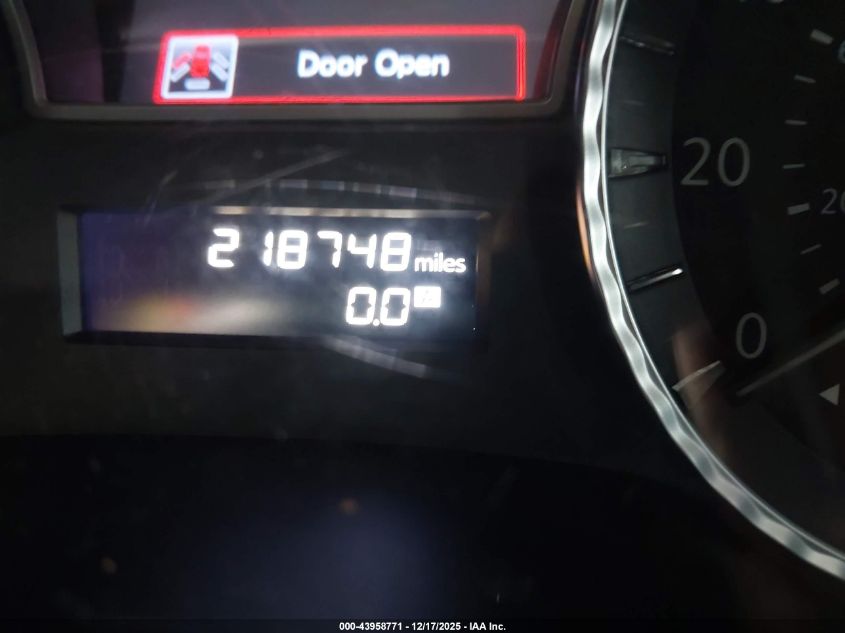 Door Open
218748 miles
0.0
20
0
000-43958771 - 12/17/2025 - IAA Inc.